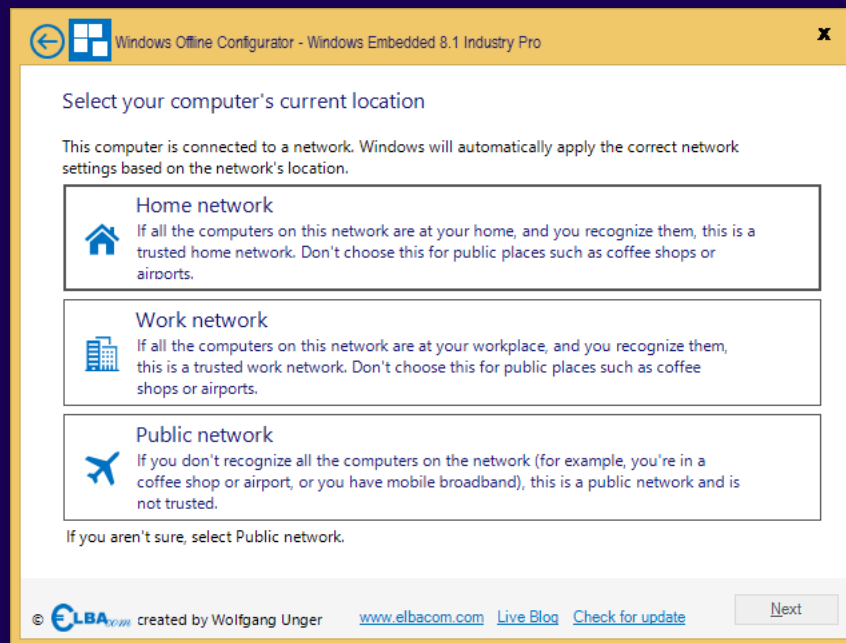 Windows Offline Configurator - Windows Embedded 8.1 Industry Pro
x
Select your computer's current location
This computer is connected to a network. Windows will automatically apply the correct network
settings based on the network's location.
Home network
If all the computers on this network are at your home, and you recognize them, this is a
trusted home network. Don't choose this for public places such as coffee shops or
airports.
Work network
If all the computers on this network are at your workplace, and you recognize them,
this is a trusted work network. Don't choose this for public places such as coffee
shops or airports.
Public network
If you don't recognize all the computers on the network (for example, you're in a
coffee shop or airport, or you have mobile broadband), this is a public network and is
not trusted.
If you aren't sure, select Public network.
© ELBAcom created by Wolfgang Unger www.elbacom.com Live Blog Check for update Next